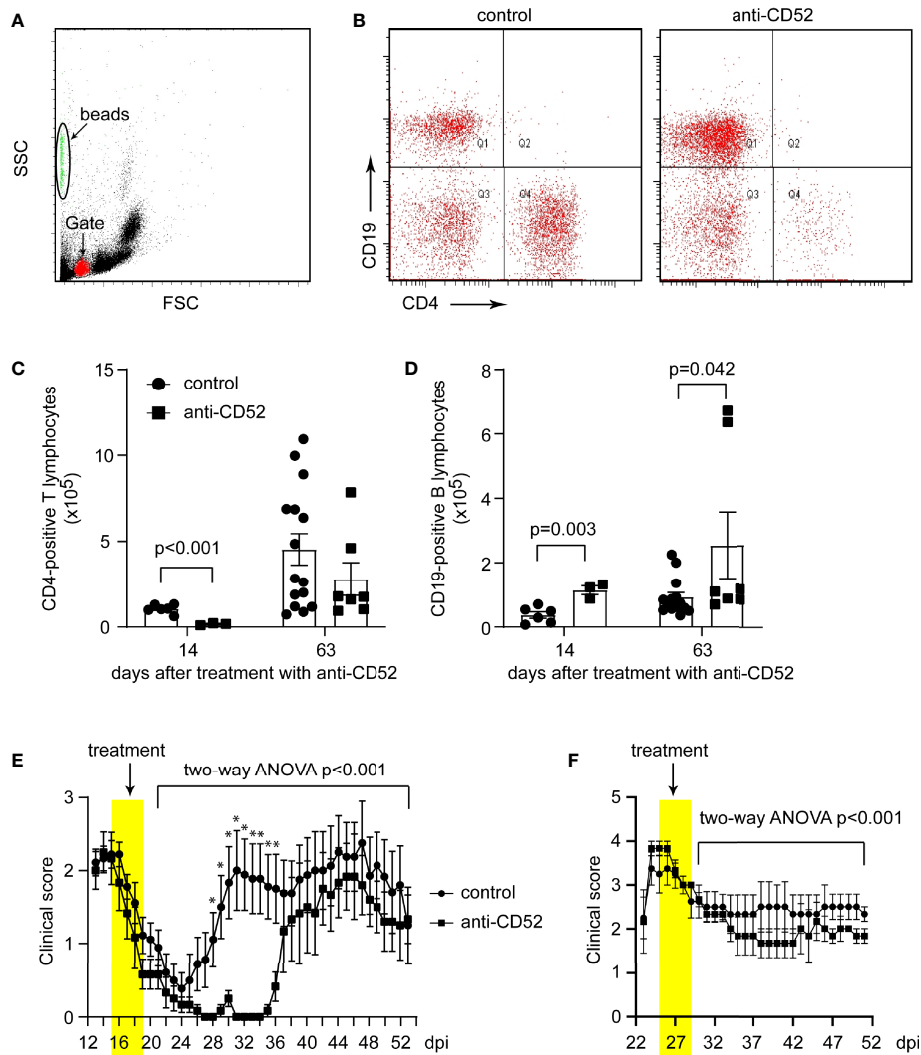 A
SSC
beads
Gate
FSC
B
control
anti-CD52
CD19
Q1
Q2
Q3
Q4
Q1
Q2
Q3
Q4
CD4
C
CD4-positive T lymphocytes
(x10⁵)
15
10
5
0
control
anti-CD52
p<0.001
14
63
days after treatment with anti-CD52
D
CD19-positive B lymphocytes
(x10⁵)
8
6
4
2
0
p=0.003
p=0.042
14
63
days after treatment with anti-CD52
E
treatment
two-way ANOVA p<0.001
Clinical score
3
2
1
0
* * * * * * * * *
control
anti-CD52
12 16 20 24 28 32 36 40 44 48 52 dpi
F
treatment
two-way ANOVA p<0.001
Clinical score
5
4
3
2
1
0
22 27 32 37 42 47 52 dpi